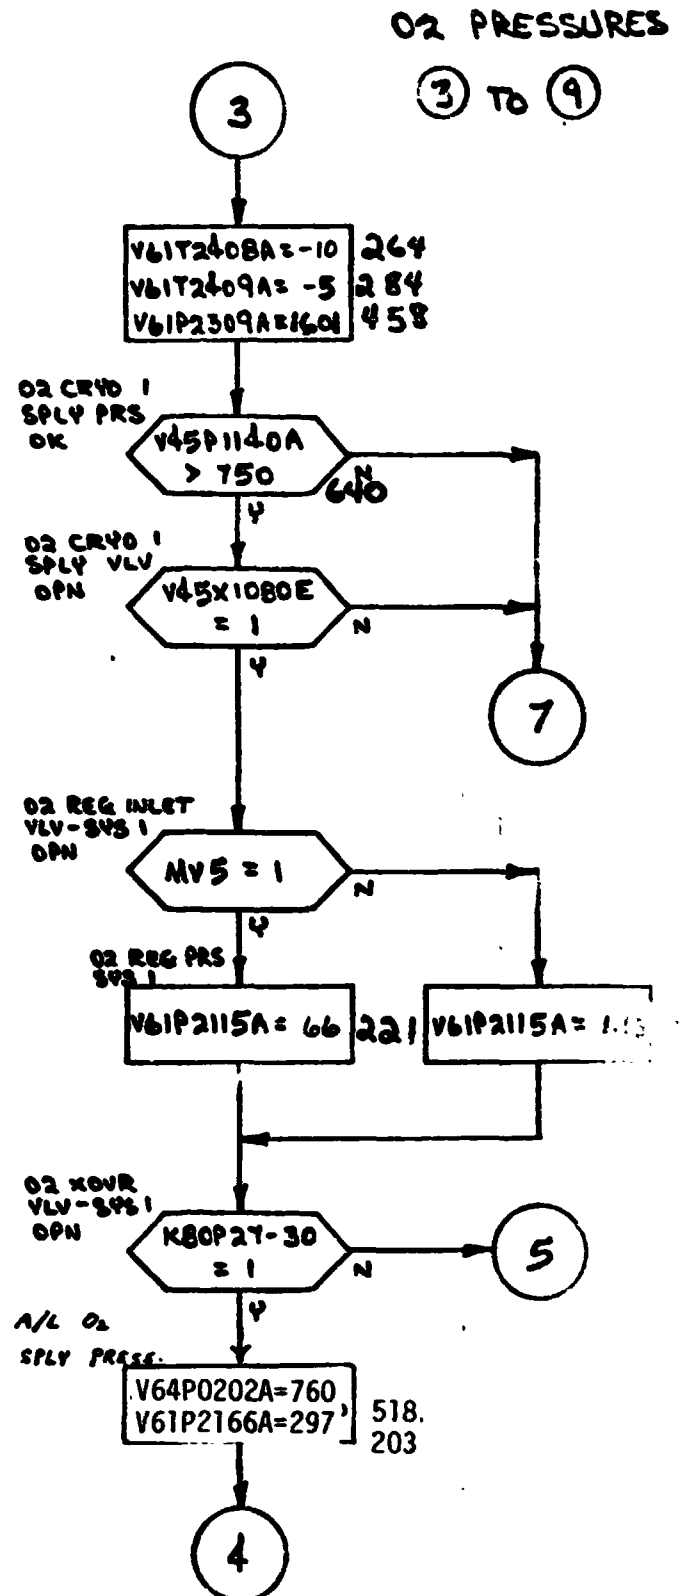 O2 PRESSURES
3 TO 9
3
V61T2408A=-10 264
V61T2409A= -5 284
V61P2309A=1601 458
O2 CRYO 1
SPLY PRS
OK
V45P1140A
> 750
N
640
Y
O2 CRYO 1
SPLY VLV
OPN
V45X1080E
= 1
N
Y
7
O2 REG INLET
VLV-SYS 1
OPN
MV5 = 1
N
Y
O2 REG PRS
SYS 1
V61P2115A= 66 221
V61P2115A=
O2 XOVR
VLV-SYS 1
OPN
K80P27-30
= 1
N
5
Y
A/L O2
SPLY PRESS.
V64P0202A=760
V61P2166A=297
518.
203
4